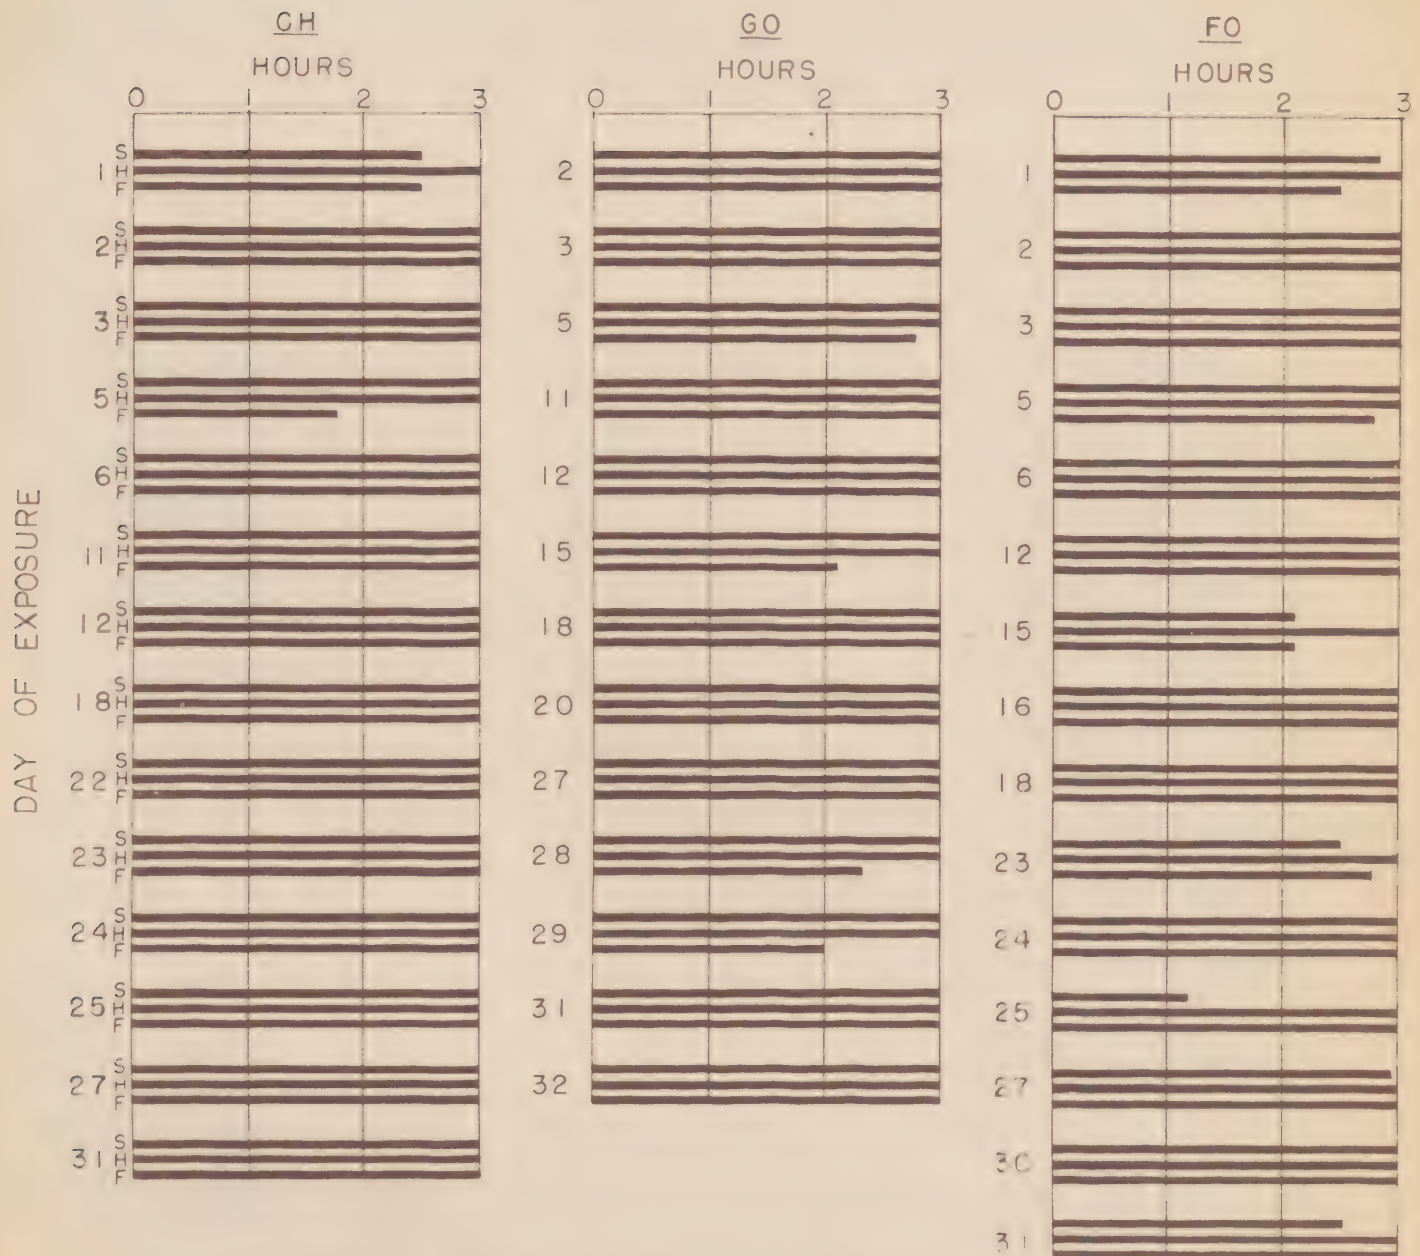 CH
HOURS
0 1 2 3
DAY OF EXPOSURE
1 S H F
2 S H F
3 S H F
5 S H F
6 S H F
11 S H F
12 S H F
18 S H F
22 S H F
23 S H F
24 S H F
25 S H F
27 S H F
31 S H F
GO
HOURS
0 1 2 3
2
3
5
11
12
15
18
20
27
28
29
31
32
FO
HOURS
0 1 2 3
1
2
3
5
6
12
15
16
18
23
24
25
27
30
31